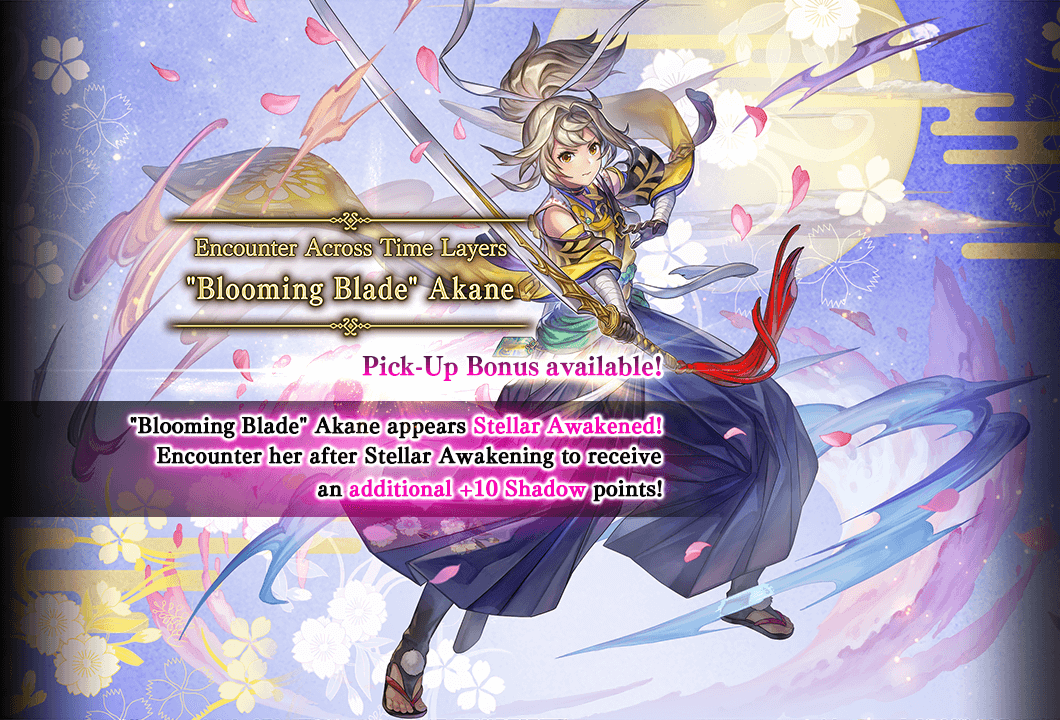 Encounter Across Time Layers
"Blooming Blade" Akane
Pick-Up Bonus available!
"Blooming Blade" Akane appears Stellar Awakened!
Encounter her after Stellar Awakening to receive
an additional +10 Shadow points!